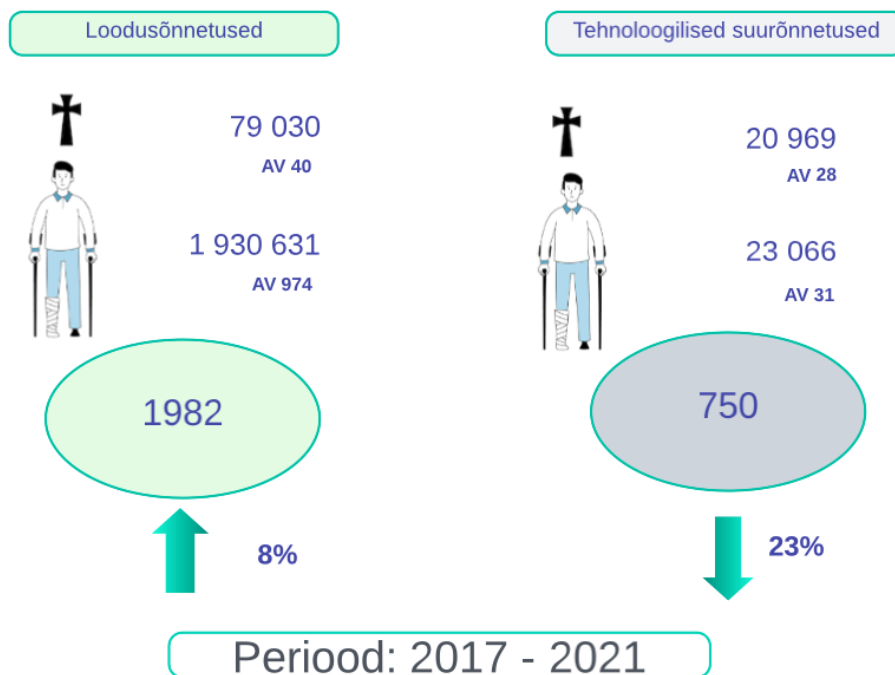 Loodusõnnetused
79 030
AV 40
1 930 631
AV 974
1982
8%
Tehnoloogilised suurõnnetused
20 969
AV 28
23 066
AV 31
750
23%
Periood: 2017 - 2021